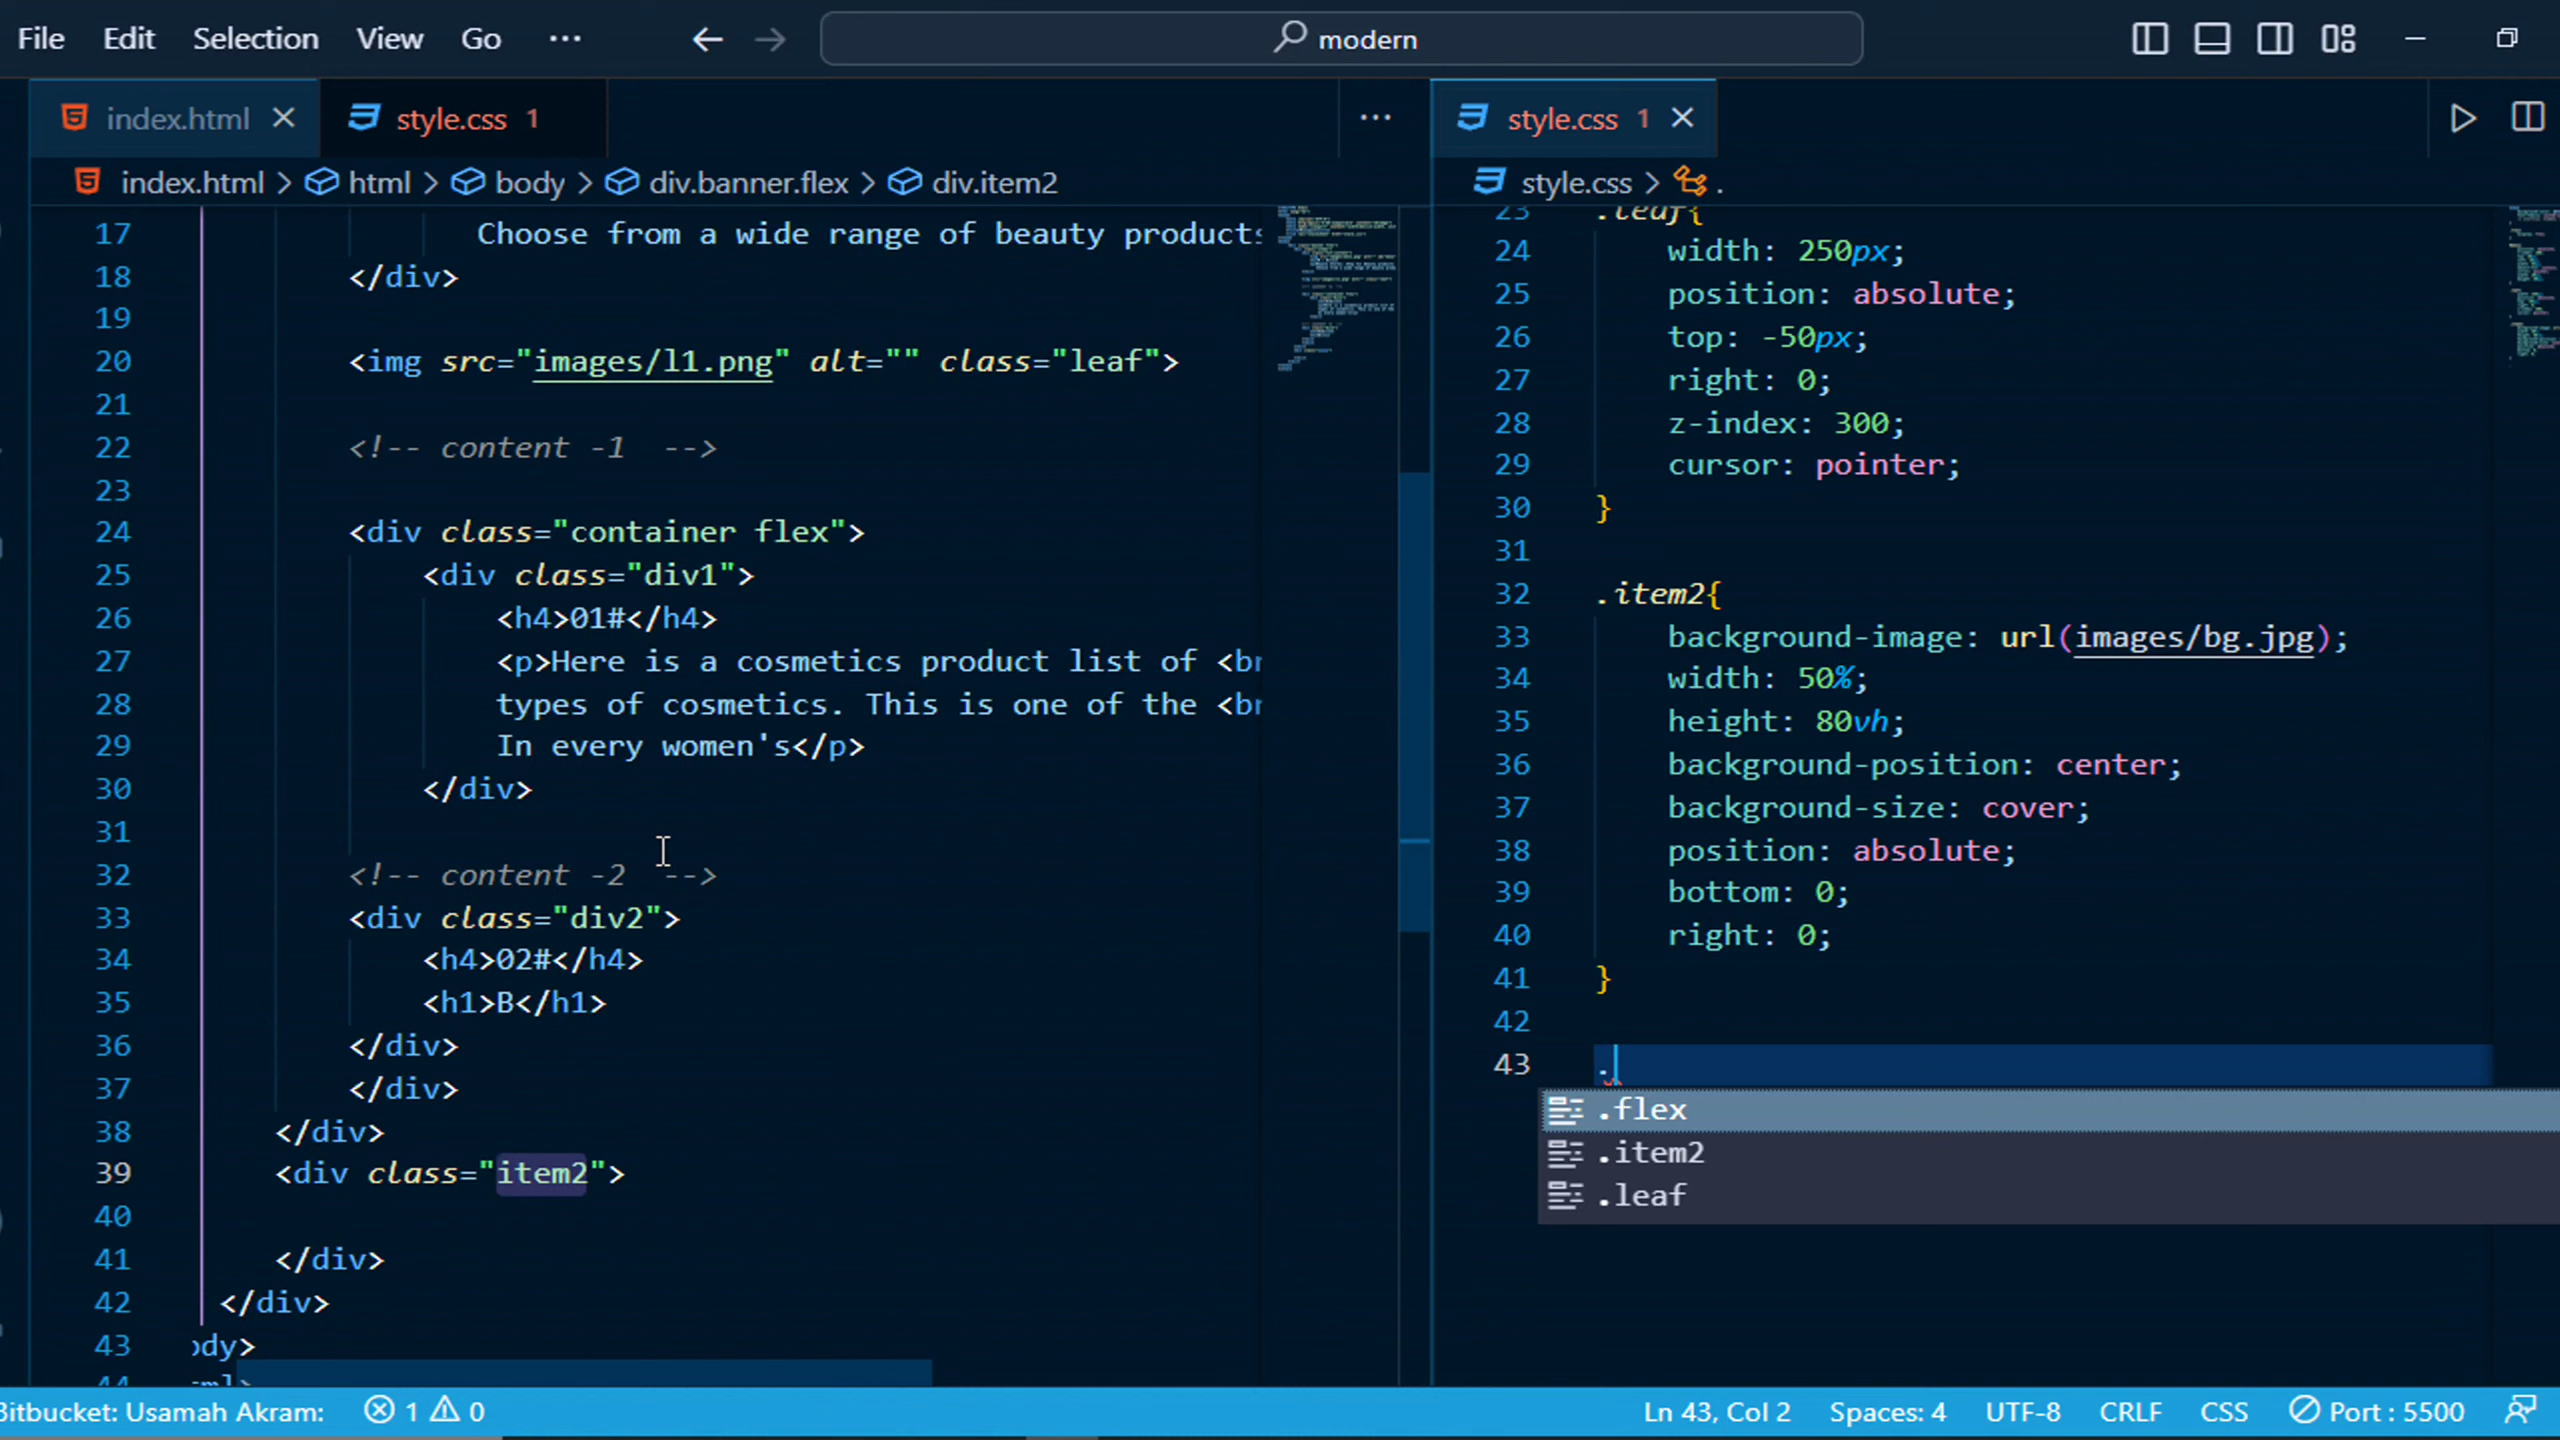 File Edit Selection View Go ··· ← → modern
index.html × style.css 1 ···
index.html > html > body > div.banner.flex > div.item2
17 Choose from a wide range of beauty products
18 </div>
19
20 <img src="images/l1.png" alt="" class="leaf">
21
22 <!-- content -1  -->
23
24 <div class="container flex">
25 <div class="div1">
26 <h4>01#</h4>
27 <p>Here is a cosmetics product list of <br
28 types of cosmetics. This is one of the <br
29 In every women's</p>
30 </div>
31
32 <!-- content -2  -->
33 <div class="div2">
34 <h4>02#</h4>
35 <h1>B</h1>
36 </div>
37 </div>
38 </div>
39 <div class="item2">
40
41 </div>
42 </div>
43 ody>
44
style.css 1 ×
style.css > .
23 .leaf{
24 width: 250px;
25 position: absolute;
26 top: -50px;
27 right: 0;
28 z-index: 300;
29 cursor: pointer;
30 }
31
32 .item2{
33 background-image: url(images/bg.jpg);
34 width: 50%;
35 height: 80vh;
36 background-position: center;
37 background-size: cover;
38 position: absolute;
39 bottom: 0;
40 right: 0;
41 }
42
43 .
.flex
.item2
.leaf
Bitbucket: Usamah Akram: 1 0 Ln 43, Col 2 Spaces: 4 UTF-8 CRLF CSS Port : 5500